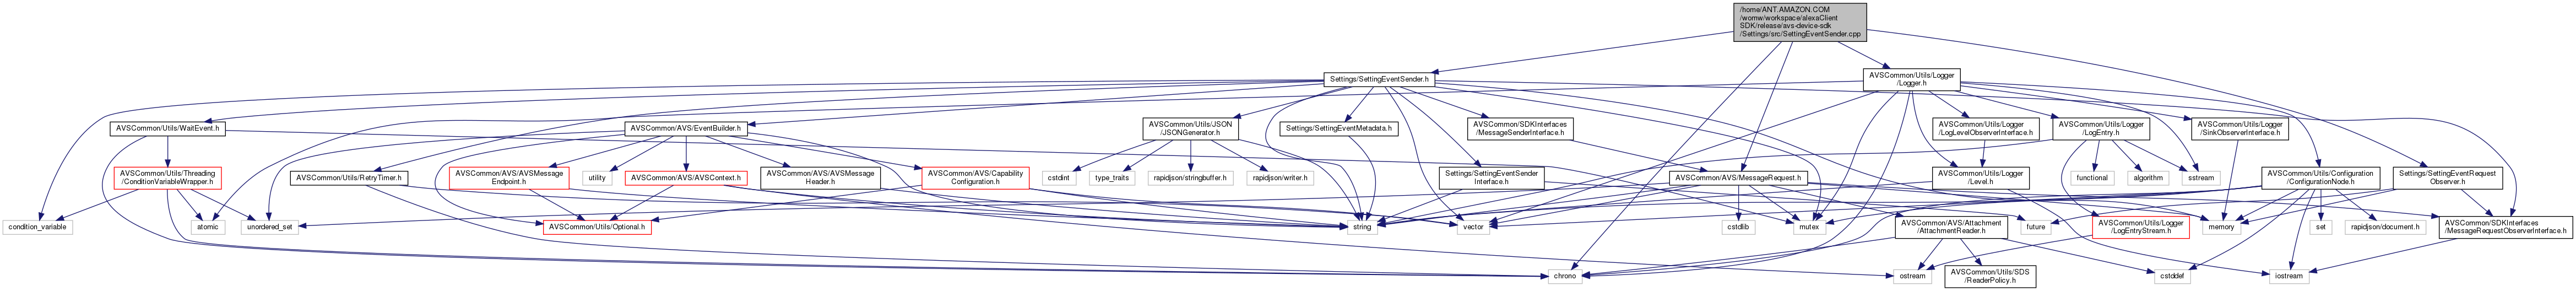 /home/ANT.AMAZON.COM
/womw/workspace/alexaClient
SDK/release/avs-device-sdk
/Settings/src/SettingEventSender.cpp
Settings/SettingEventSender.h
AVSCommon/Utils/Logger
/Logger.h
AVSCommon/Utils/WaitEvent.h
AVSCommon/AVS/EventBuilder.h
AVSCommon/Utils/JSON
/JSONGenerator.h
Settings/SettingEventMetadata.h
AVSCommon/SDKInterfaces
/MessageSenderInterface.h
AVSCommon/Utils/Logger
/LogLevelObserverInterface.h
AVSCommon/Utils/Logger
/LogEntry.h
AVSCommon/Utils/Logger
/SinkObserverInterface.h
AVSCommon/Utils/Threading
/ConditionVariableWrapper.h
AVSCommon/Utils/RetryTimer.h
AVSCommon/AVS/AVSMessage
Endpoint.h
utility
AVSCommon/AVS/AVSContext.h
AVSCommon/AVS/AVSMessage
Header.h
AVSCommon/AVS/Capability
Configuration.h
cstdint
type_traits
rapidjson/stringbuffer.h
rapidjson/writer.h
Settings/SettingEventSender
Interface.h
AVSCommon/AVS/MessageRequest.h
AVSCommon/Utils/Logger
/Level.h
functional
algorithm
sstream
AVSCommon/Utils/Configuration
/ConfigurationNode.h
Settings/SettingEventRequest
Observer.h
condition_variable
atomic
unordered_set
AVSCommon/Utils/Optional.h
string
vector
cstdlib
mutex
AVSCommon/AVS/Attachment
/AttachmentReader.h
future
AVSCommon/Utils/Logger
/LogEntryStream.h
memory
set
rapidjson/document.h
AVSCommon/SDKInterfaces
/MessageRequestObserverInterface.h
chrono
ostream
AVSCommon/Utils/SDS
/ReaderPolicy.h
cstddef
iostream